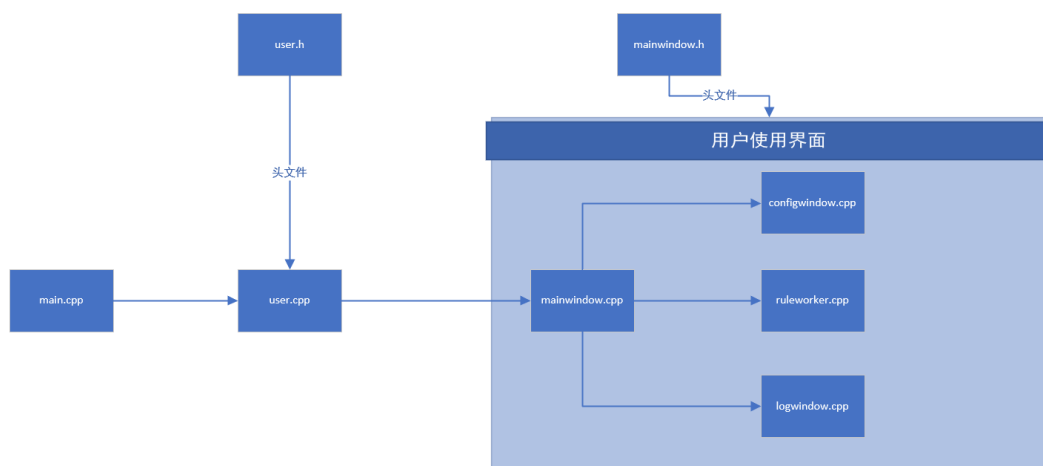 user.h
mainwindow.h
头文件
用户使用界面
头文件
configwindow.cpp
main.cpp
user.cpp
mainwindow.cpp
ruleworker.cpp
logwindow.cpp